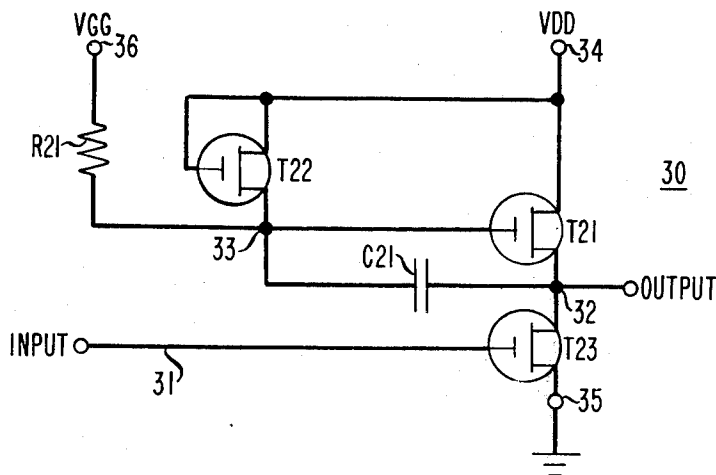 VGG
36
VDD
34
R21
T22
30
33
C21
T21
OUTPUT
32
INPUT
31
T23
35